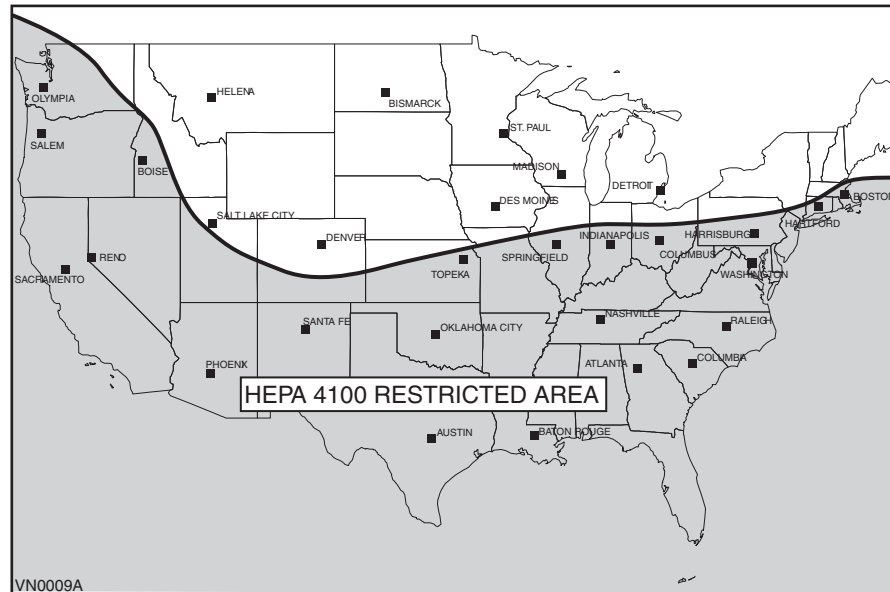 OLYMPIA
HELENA
BISMARCK
SALEM
ST. PAUL
BOISE
MADISON
DETROIT
DES MOINES
BOSTON
SALT LAKE CITY
HARTFORD
DENVER
INDIANAPOLIS
HARRISBURG
SPRINGFIELD
COLUMBUS
RENO
TOPEKA
WASHINGTON
SACRAMENTO
SANTA FE
NASHVILLE
RALEIGH
OKLAHOMA CITY
PHOENIX
ATLANTA
COLUMBIA
HEPA 4100 RESTRICTED AREA
AUSTIN
BATON ROUGE
VN0009A